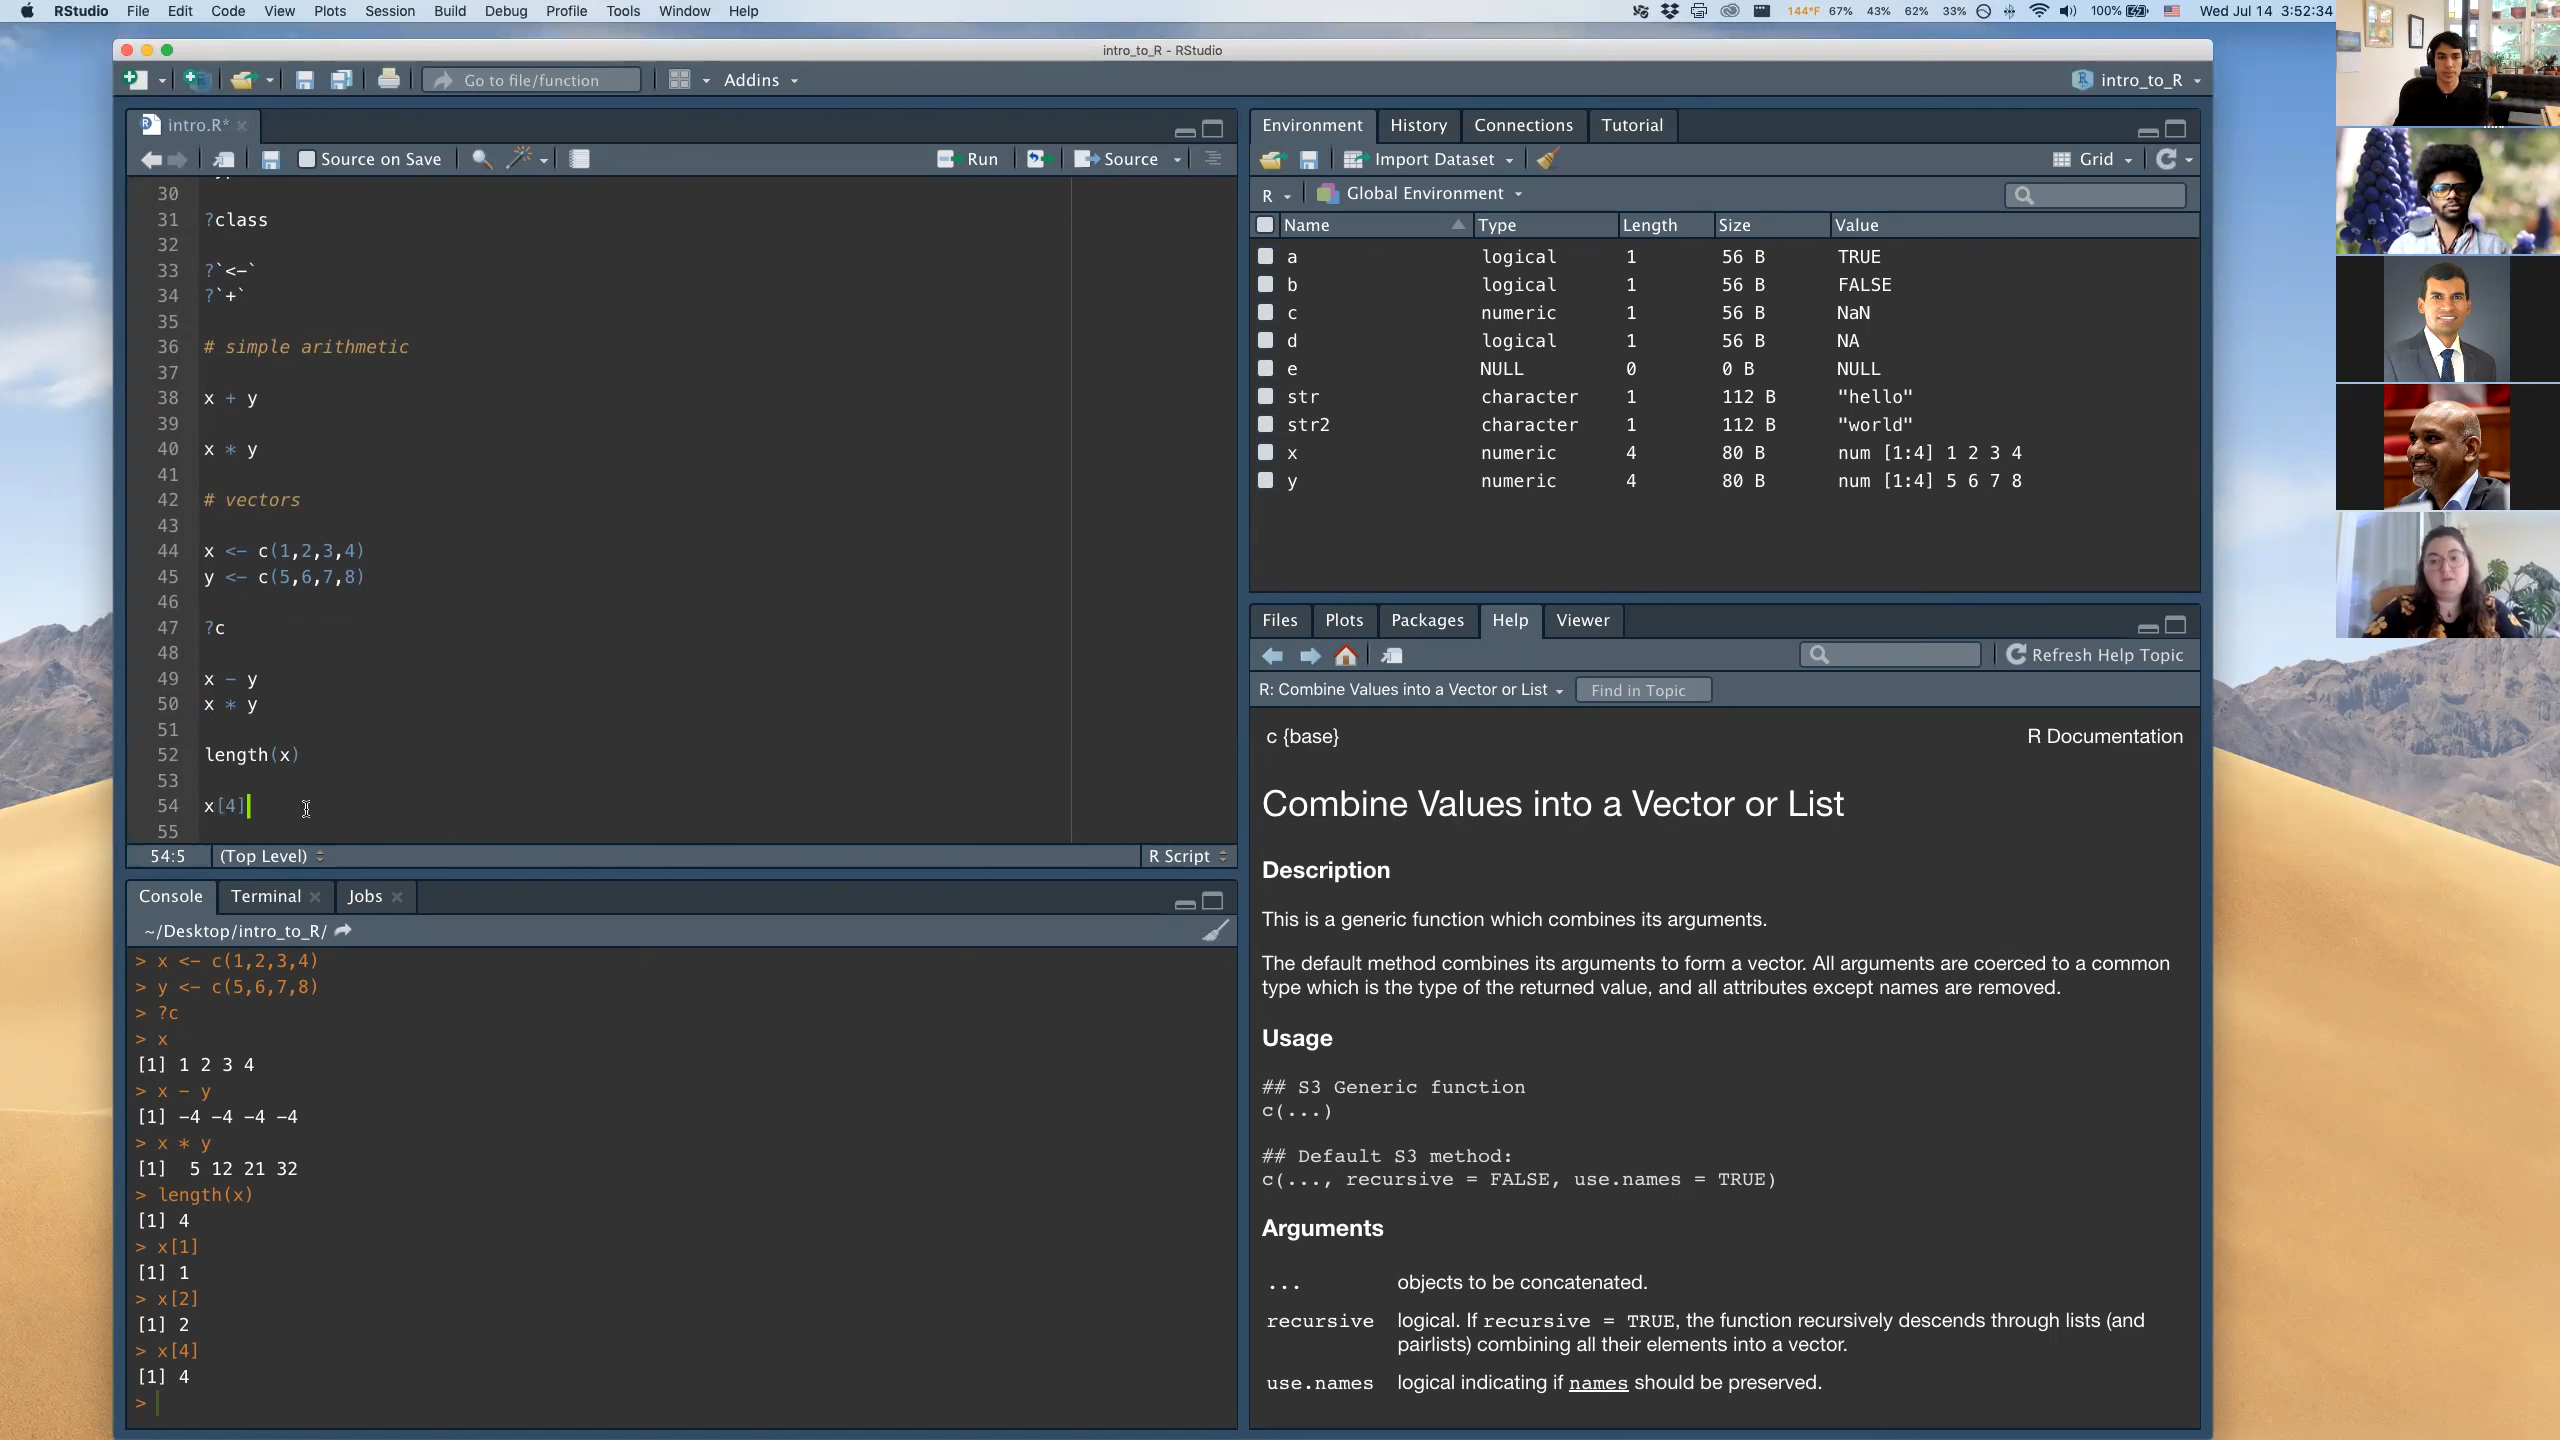 RStudio File Edit Code View Plots Session Build Debug Profile Tools Window Help
144°F 67% 43% 62% 33% 100% Wed Jul 14 3:52:34
intro_to_R - RStudio
Go to file/function Addins intro_to_R
intro.R*
Source on Save Run Source
30
31 ?class
32
33 ?`<-`
34 ?`+`
35
36 # simple arithmetic
37
38 x + y
39
40 x * y
41
42 # vectors
43
44 x <- c(1,2,3,4)
45 y <- c(5,6,7,8)
46
47 ?c
48
49 x - y
50 x * y
51
52 length(x)
53
54 x[4]
55
54:5 (Top Level) R Script
Console Terminal Jobs
~/Desktop/intro_to_R/
> x <- c(1,2,3,4)
> y <- c(5,6,7,8)
> ?c
> x
[1] 1 2 3 4
> x - y
[1] -4 -4 -4 -4
> x * y
[1]  5 12 21 32
> length(x)
[1] 4
> x[1]
[1] 1
> x[2]
[1] 2
> x[4]
[1] 4
>
Environment History Connections Tutorial
Import Dataset Grid
R Global Environment
Name Type Length Size Value
a logical 1 56 B TRUE
b logical 1 56 B FALSE
c numeric 1 56 B NaN
d logical 1 56 B NA
e NULL 0 0 B NULL
str character 1 112 B "hello"
str2 character 1 112 B "world"
x numeric 4 80 B num [1:4] 1 2 3 4
y numeric 4 80 B num [1:4] 5 6 7 8
Files Plots Packages Help Viewer
Refresh Help Topic
R: Combine Values into a Vector or List Find in Topic
c {base} R Documentation
Combine Values into a Vector or List
Description
This is a generic function which combines its arguments.
The default method combines its arguments to form a vector. All arguments are coerced to a common
type which is the type of the returned value, and all attributes except names are removed.
Usage
## S3 Generic function
c(...)
## Default S3 method:
c(..., recursive = FALSE, use.names = TRUE)
Arguments
... objects to be concatenated.
recursive logical. If recursive = TRUE, the function recursively descends through lists (and
pairlists) combining all their elements into a vector.
use.names logical indicating if names should be preserved.